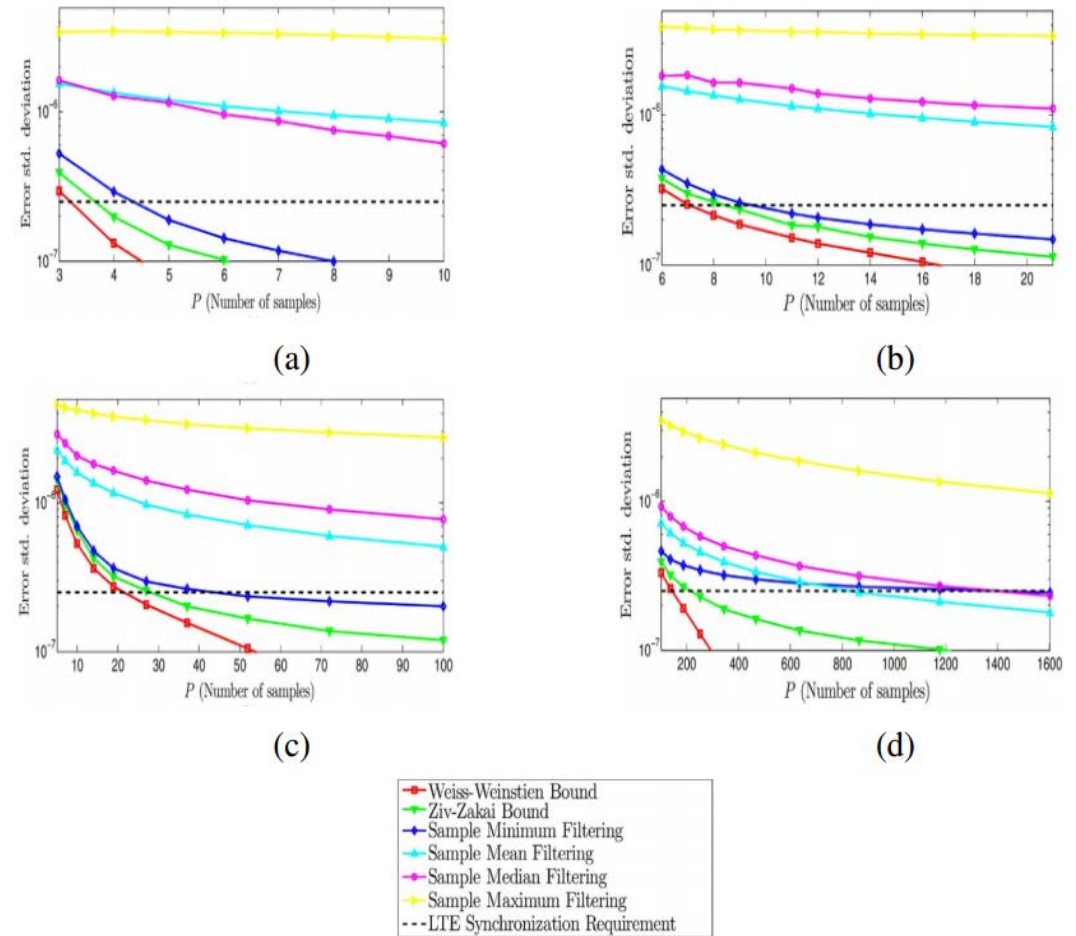 Error std. deviation
10^-6
10^-7
3 4 5 6 7 8 9 10
P (Number of samples)
(a)
Error std. deviation
10^-6
10^-7
6 8 10 12 14 16 18 20
P (Number of samples)
(b)
Error std. deviation
10^-6
10^-7
10 20 30 40 50 60 70 80 90 100
P (Number of samples)
(c)
Error std. deviation
10^-6
10^-7
200 400 600 800 1000 1200 1400 1600
P (Number of samples)
(d)
Weiss-Weinstien Bound
Ziv-Zakai Bound
Sample Minimum Filtering
Sample Mean Filtering
Sample Median Filtering
Sample Maximum Filtering
LTE Synchronization Requirement